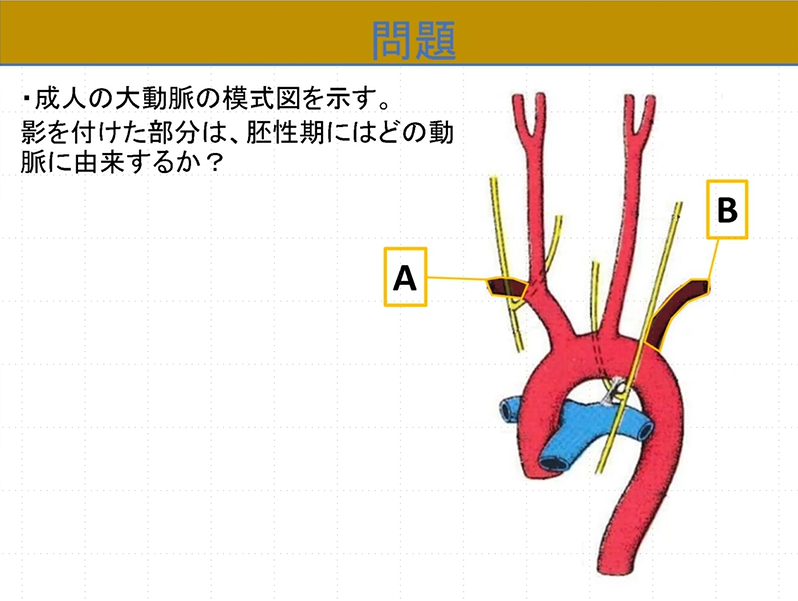 問題
・成人の大動脈の模式図を示す。
影を付けた部分は、胚性期にはどの動
脈に由来するか？
A
B